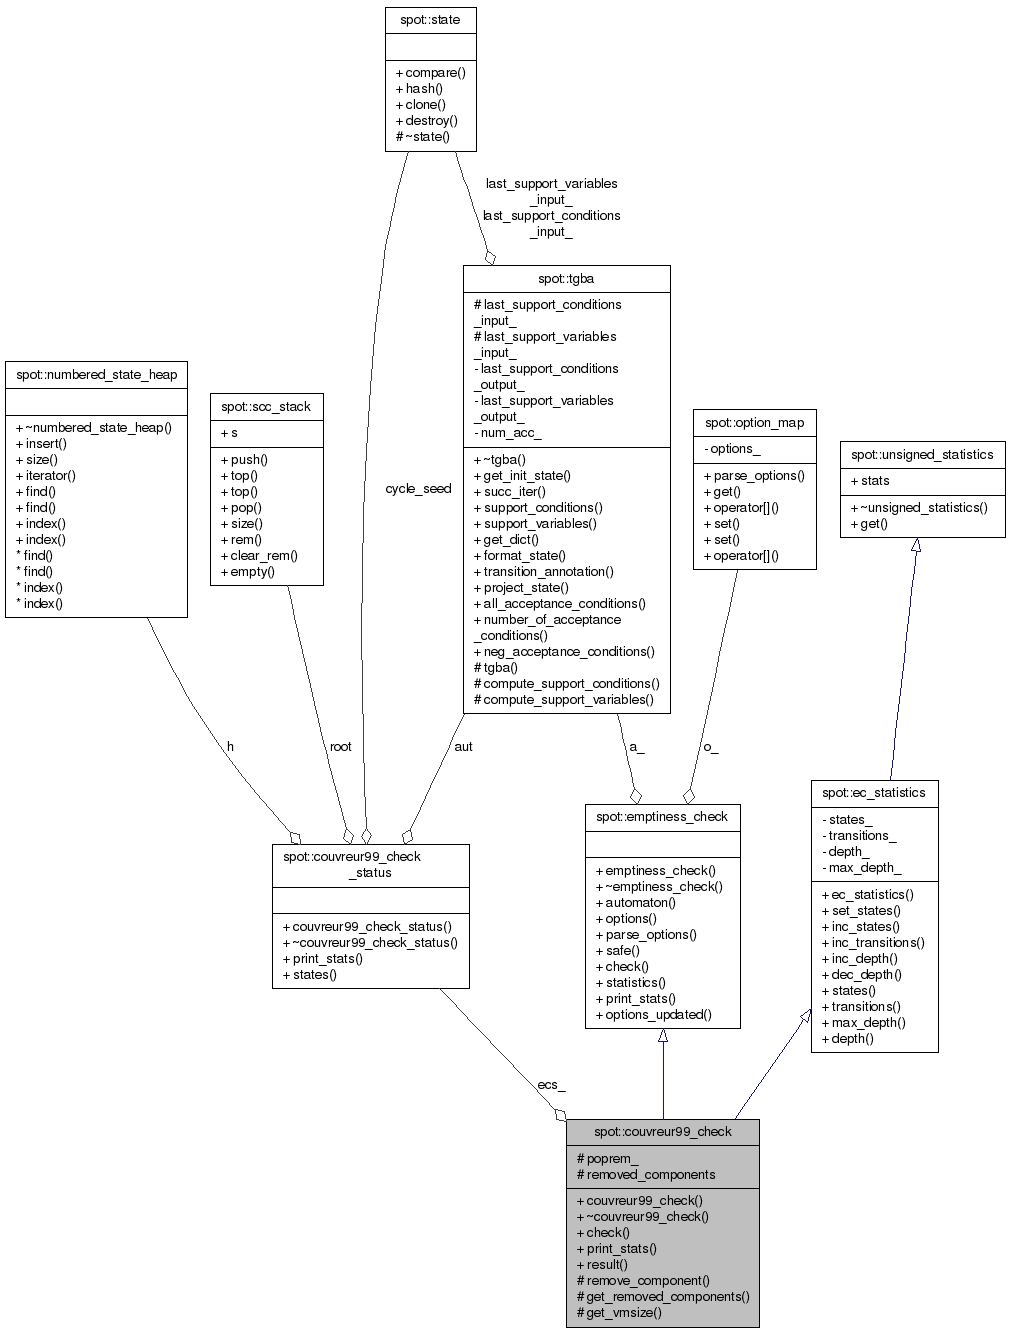 spot::state
+ compare()
+ hash()
+ clone()
+ destroy()
# ~state()
last_support_variables
_input_
last_support_conditions
_input_
spot::tgba
# last_support_conditions
_input_
# last_support_variables
_input_
- last_support_conditions
_output_
- last_support_variables
_output_
- num_acc_
+ ~tgba()
+ get_init_state()
+ succ_iter()
+ support_conditions()
+ support_variables()
+ get_dict()
+ format_state()
+ transition_annotation()
+ project_state()
+ all_acceptance_conditions()
+ number_of_acceptance
_conditions()
+ neg_acceptance_conditions()
# tgba()
# compute_support_conditions()
# compute_support_variables()
spot::numbered_state_heap
+ ~numbered_state_heap()
+ insert()
+ size()
+ iterator()
+ find()
+ find()
+ index()
+ index()
* find()
* find()
* index()
* index()
spot::scc_stack
+ s
+ push()
+ top()
+ top()
+ pop()
+ size()
+ rem()
+ clear_rem()
+ empty()
cycle_seed
spot::option_map
- options_
+ parse_options()
+ get()
+ operator[]()
+ set()
+ set()
+ operator[]()
spot::unsigned_statistics
+ stats
+ ~unsigned_statistics()
+ get()
h
root
aut
a_
o_
spot::couvreur99_check
_status
+ couvreur99_check_status()
+ ~couvreur99_check_status()
+ print_stats()
+ states()
spot::emptiness_check
+ emptiness_check()
+ ~emptiness_check()
+ automaton()
+ options()
+ parse_options()
+ safe()
+ check()
+ statistics()
+ print_stats()
+ options_updated()
spot::ec_statistics
- states_
- transitions_
- depth_
- max_depth_
+ ec_statistics()
+ set_states()
+ inc_states()
+ inc_transitions()
+ inc_depth()
+ dec_depth()
+ states()
+ transitions()
+ max_depth()
+ depth()
ecs_
spot::couvreur99_check
# poprem_
# removed_components
+ couvreur99_check()
+ ~couvreur99_check()
+ check()
+ print_stats()
+ result()
# remove_component()
# get_removed_components()
# get_vmsize()